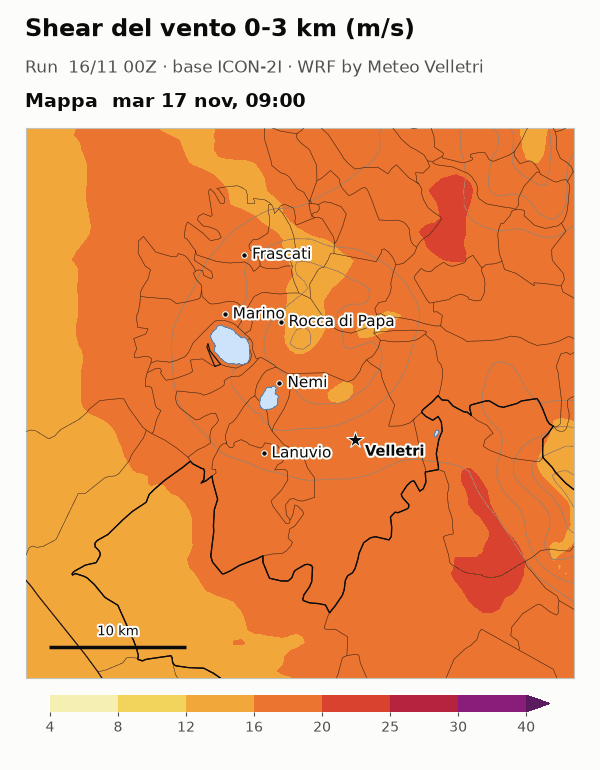 Shear del vento 0-3 km (m/s)
Run  16/11 00Z · base ICON-2I · WRF by Meteo Velletri
Mappa  mar 17 nov, 09:00
Frascati
Marino
Rocca di Papa
Nemi
Velletri
Lanuvio
10 km
4 8 12 16 20 25 30 40